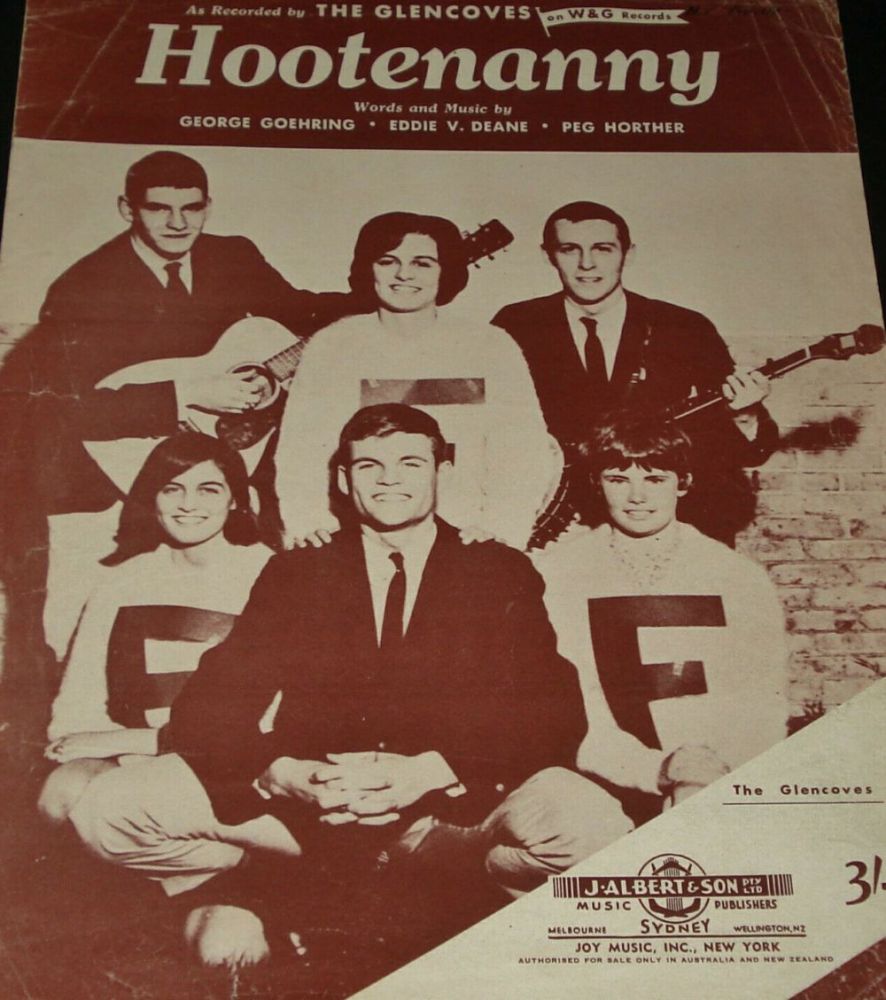 As Recorded by THE GLENCOVES on W&G Records
Hootenanny
Words and Music by
GEORGE GOEHRING • EDDIE V. DEANE • PEG HORTHER
F
F
F
The Glencoves
J. ALBERT & SON PTY LTD
MUSIC PUBLISHERS
MELBOURNE SYDNEY WELLINGTON, N.Z
JOY MUSIC, INC., NEW YORK
AUTHORISED FOR SALE ONLY IN AUSTRALIA AND NEW ZEALAND
3/-